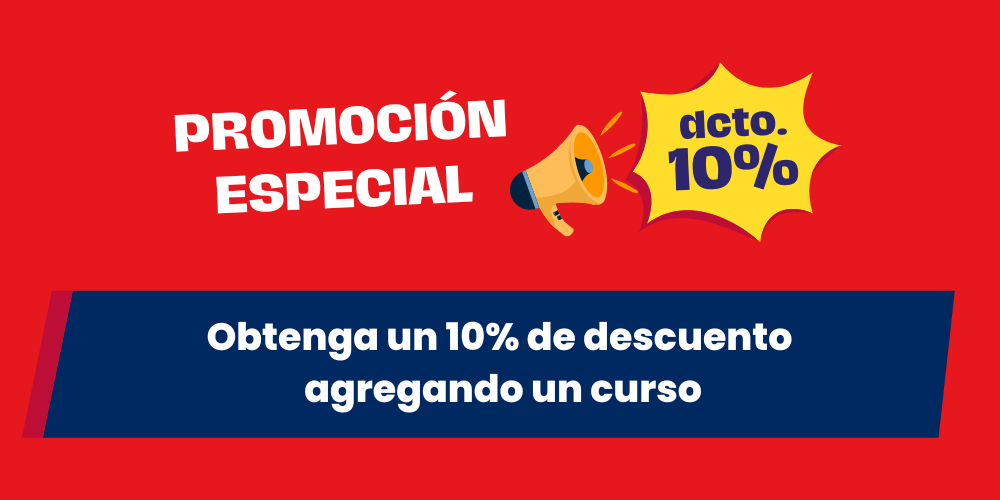 PROMOCIÓN
ESPECIAL
dcto.
10%
Obtenga un 10% de descuento
agregando un curso